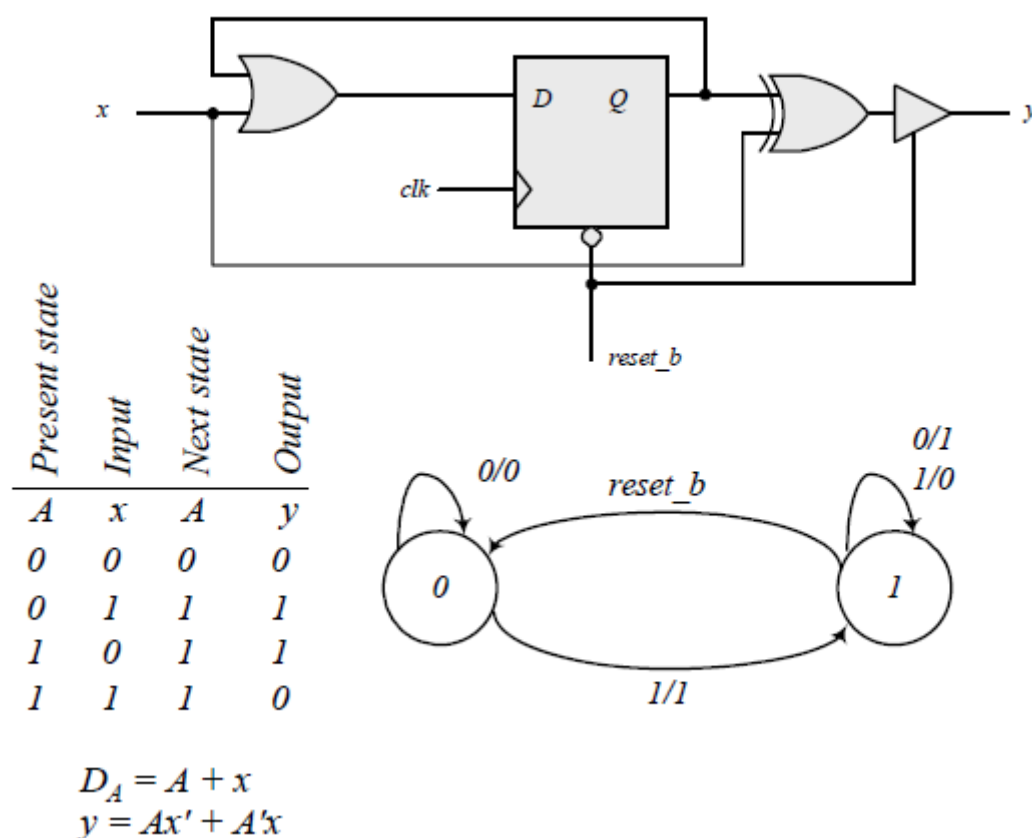 x
D Q
y
clk
reset_b
Present state
Input
Next state
Output
A x A y
0 0 0 0
0 1 1 1
1 0 1 1
1 1 1 0
0/0
reset_b
0/1
1/0
0
1
1/1
D_A = A + x
y = Ax' + A'x